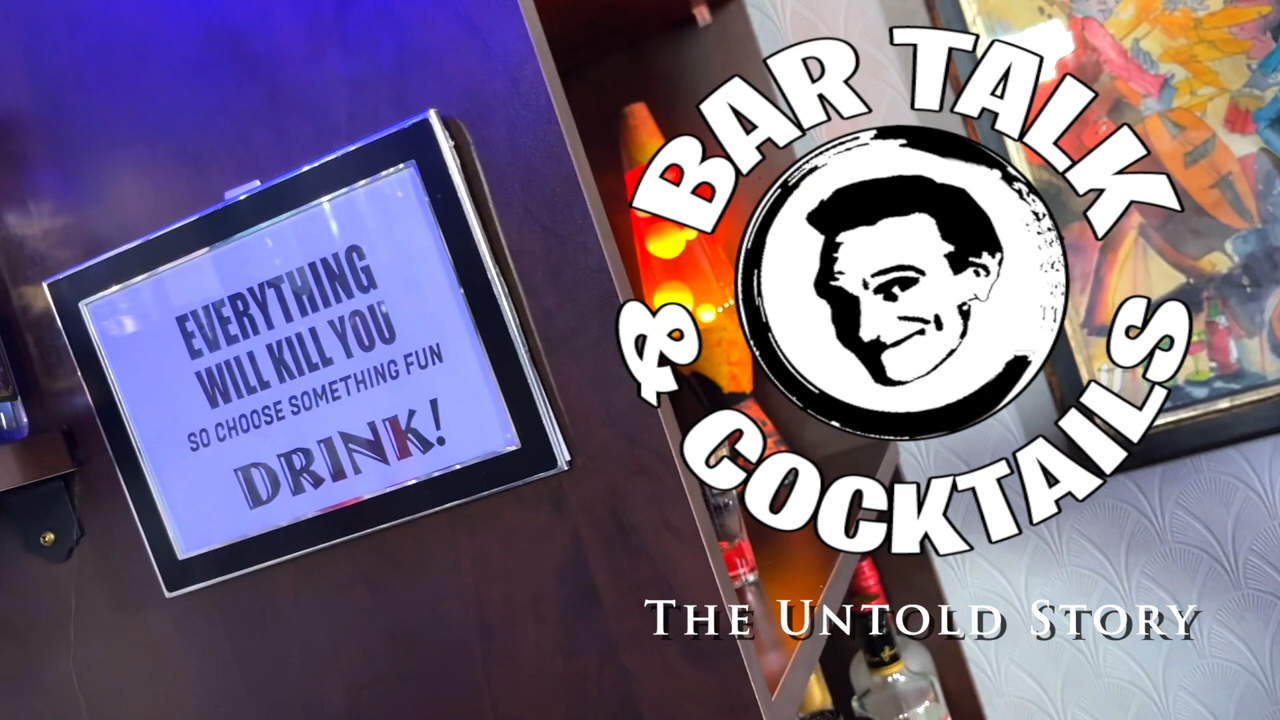 EVERYTHING
WILL KILL YOU
SO CHOOSE SOMETHING FUN
DRINK!
BAR TALK
& COCKTAILS
THE UNTOLD STORY